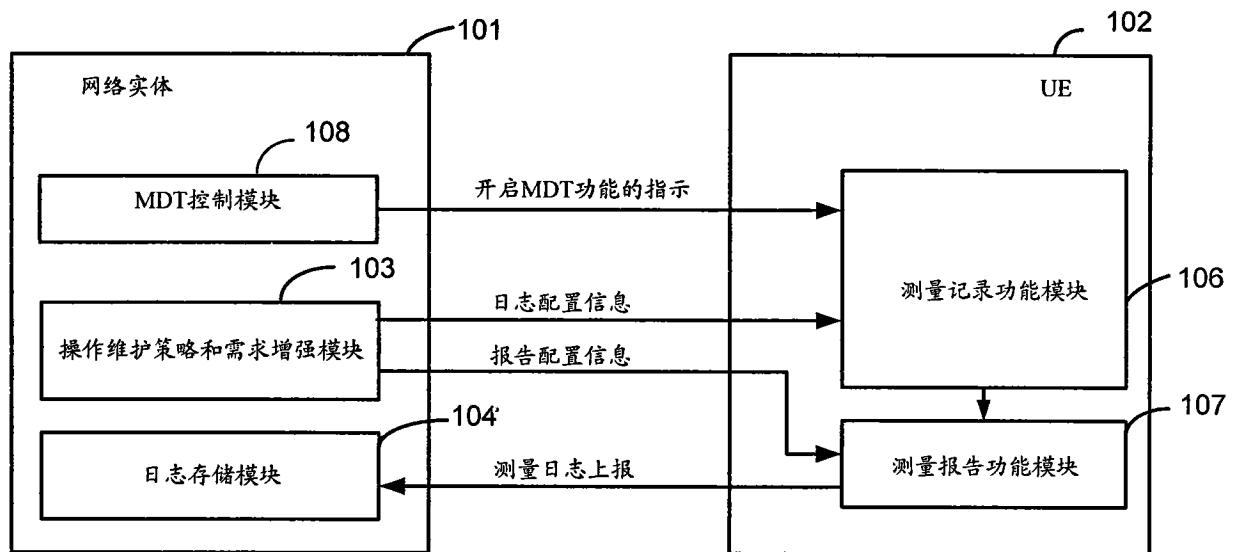 101
102
网络实体
UE
108
MDT控制模块
开启MDT功能的指示
103
106
日志配置信息
测量记录功能模块
操作维护策略和需求增强模块
报告配置信息
104
107
日志存储模块
测量日志上报
测量报告功能模块